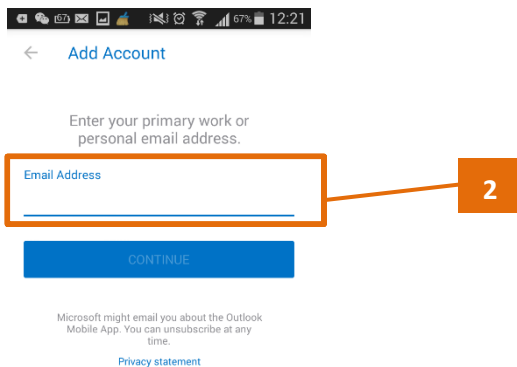 67 67% 12:21
Add Account
Enter your primary work or
personal email address.
Email Address
2
CONTINUE
Microsoft might email you about the Outlook
Mobile App. You can unsubscribe at any
time.
Privacy statement